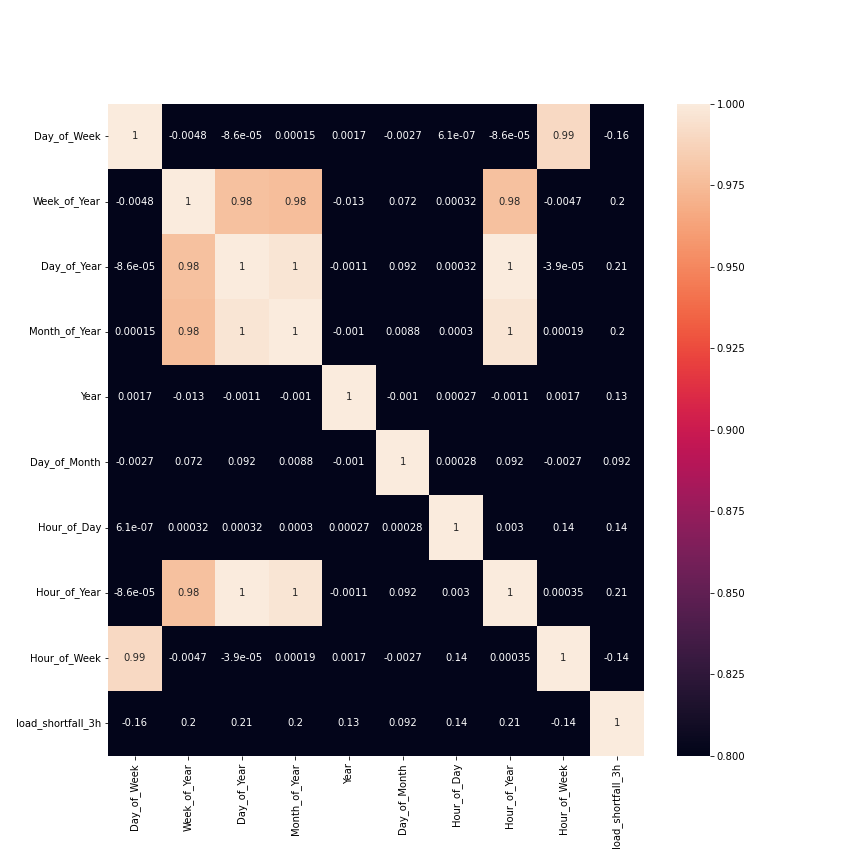 Day_of_Week 1 -0.0048 -8.6e-05 0.00015 0.0017 -0.0027 6.1e-07 -8.6e-05 0.99 -0.16
Week_of_Year -0.0048 1 0.98 0.98 -0.013 0.072 0.00032 0.98 -0.0047 0.2
Day_of_Year -8.6e-05 0.98 1 1 -0.0011 0.092 0.00032 1 -3.9e-05 0.21
Month_of_Year 0.00015 0.98 1 1 -0.001 0.0088 0.0003 1 0.00019 0.2
Year 0.0017 -0.013 -0.0011 -0.001 1 -0.001 0.00027 -0.0011 0.0017 0.13
Day_of_Month -0.0027 0.072 0.092 0.0088 -0.001 1 0.00028 0.092 -0.0027 0.092
Hour_of_Day 6.1e-07 0.00032 0.00032 0.0003 0.00027 0.00028 1 0.003 0.14 0.14
Hour_of_Year -8.6e-05 0.98 1 1 -0.0011 0.092 0.003 1 0.00035 0.21
Hour_of_Week 0.99 -0.0047 -3.9e-05 0.00019 0.0017 -0.0027 0.14 0.00035 1 -0.14
load_shortfall_3h -0.16 0.2 0.21 0.2 0.13 0.092 0.14 0.21 -0.14 1
Day_of_Week
Week_of_Year
Day_of_Year
Month_of_Year
Year
Day_of_Month
Hour_of_Day
Hour_of_Year
Hour_of_Week
load_shortfall_3h
1.000
0.975
0.950
0.925
0.900
0.875
0.850
0.825
0.800